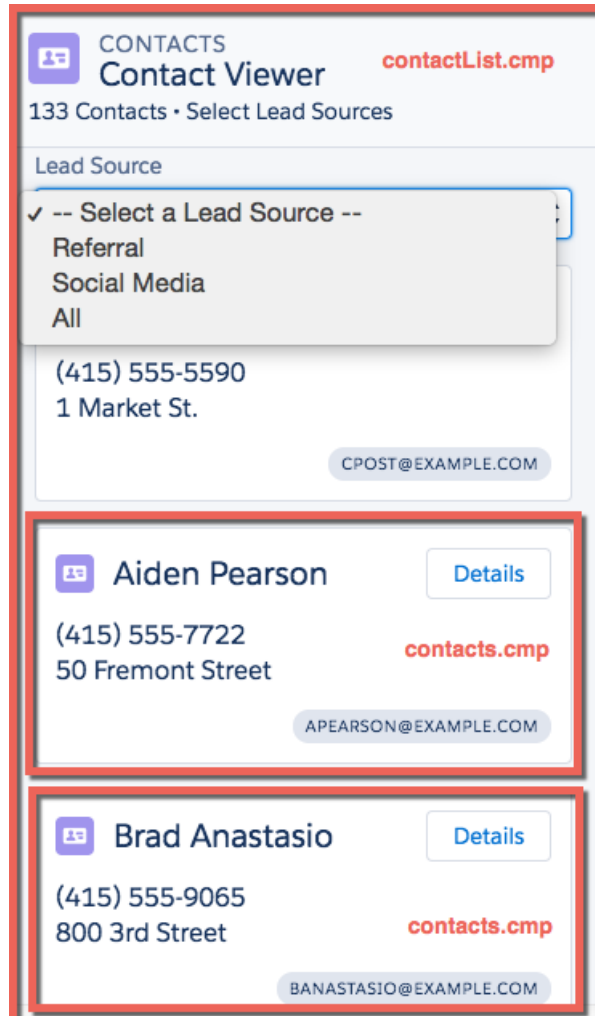 CONTACTS
Contact Viewer
contactList.cmp
133 Contacts • Select Lead Sources
Lead Source
✓ -- Select a Lead Source --
Referral
Social Media
All
(415) 555-5590
1 Market St.
CPOST@EXAMPLE.COM
Aiden Pearson
Details
(415) 555-7722
50 Fremont Street
contacts.cmp
APEARSON@EXAMPLE.COM
Brad Anastasio
Details
(415) 555-9065
800 3rd Street
contacts.cmp
BANASTASIO@EXAMPLE.COM